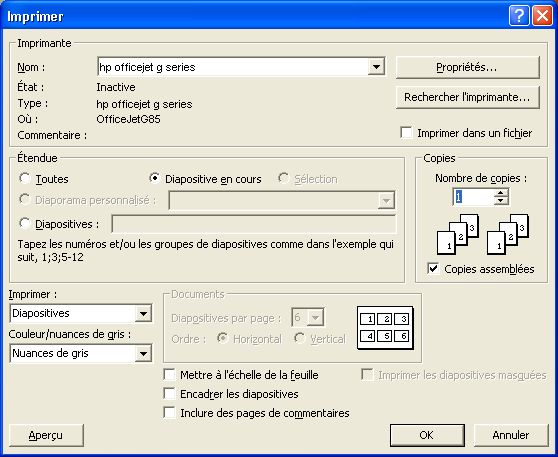 Imprimer
Imprimante
Nom : hp officejet g series Propriétés...
État : Inactive
Type : hp officejet g series Rechercher l'imprimante...
Où : OfficeJetG85
Commentaire : Imprimer dans un fichier
Étendue
Toutes Diapositive en cours Sélection
Diaporama personnalisé :
Diapositives :
Tapez les numéros et/ou les groupes de diapositives comme dans l'exemple qui
suit, 1;3;5-12
Copies
Nombre de copies :
1
1 2 3 1 2 3
Copies assemblées
Imprimer :
Diapositives
Couleur/nuances de gris :
Nuances de gris
Documents
Diapositives par page : 6
Ordre : Horizontal Vertical
1 2 3
4 5 6
Mettre à l'échelle de la feuille Imprimer les diapositives masquées
Encadrer les diapositives
Inclure des pages de commentaires
Aperçu OK Annuler